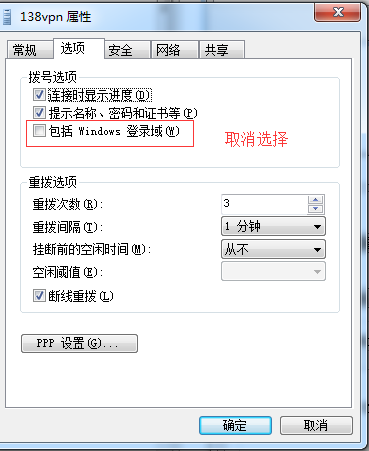 138vpn 属性
常规 选项 安全 网络 共享
拨号选项
连接时显示进度(D)
提示名称、密码和证书等(P)
包括 Windows 登录域(W)
取消选择
重拨选项
重拨次数(R): 3
重拨间隔(T): 1 分钟
挂断前的空闲时间(M): 从不
空闲阈值(E):
断线重拨(L)
PPP 设置(G)...
确定 取消